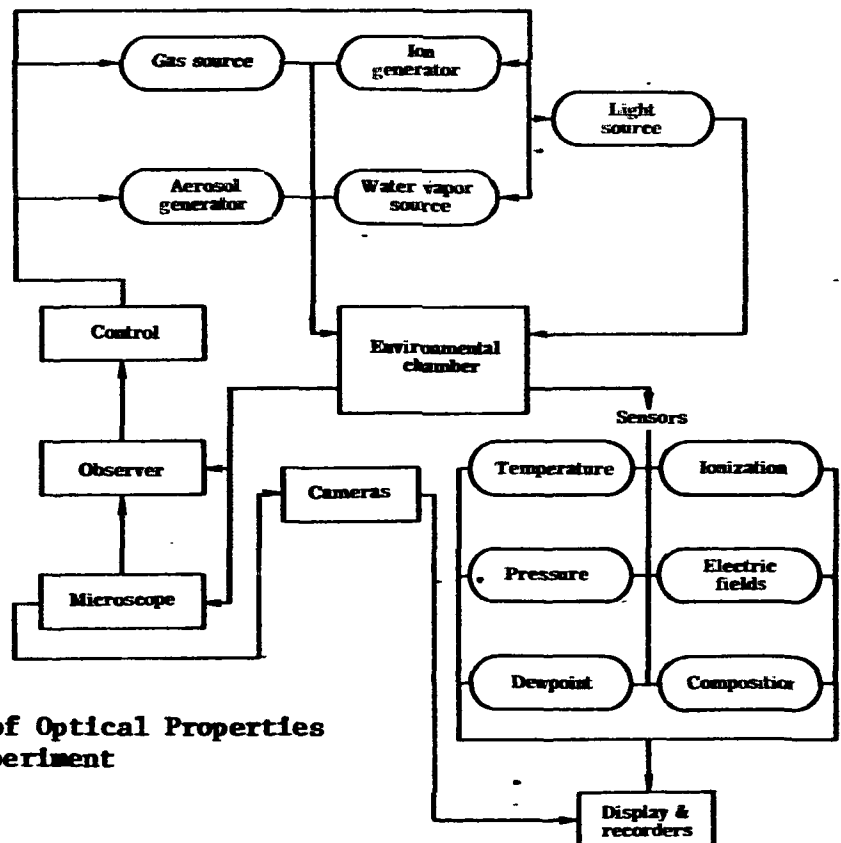 Gas source
Ion
generator
Light
source
Aerosol
generator
Water vapor
source
Control
Environmental
chamber
Sensors
Observer
Cameras
Temperature
Ionization
Microscope
Pressure
Electric
fields
Dewpoint
Composition
of Optical Properties
periment
Display &
recorders